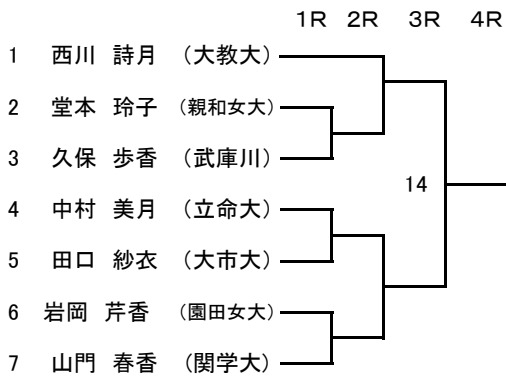 1R 2R 3R 4R
1 西川 詩月 (大教大)
2 堂本 玲子 (親和女大)
3 久保 歩香 (武庫川)
14
4 中村 美月 (立命大)
5 田口 紗衣 (大市大)
6 岩岡 芹香 (園田女大)
7 山門 春香 (関学大)